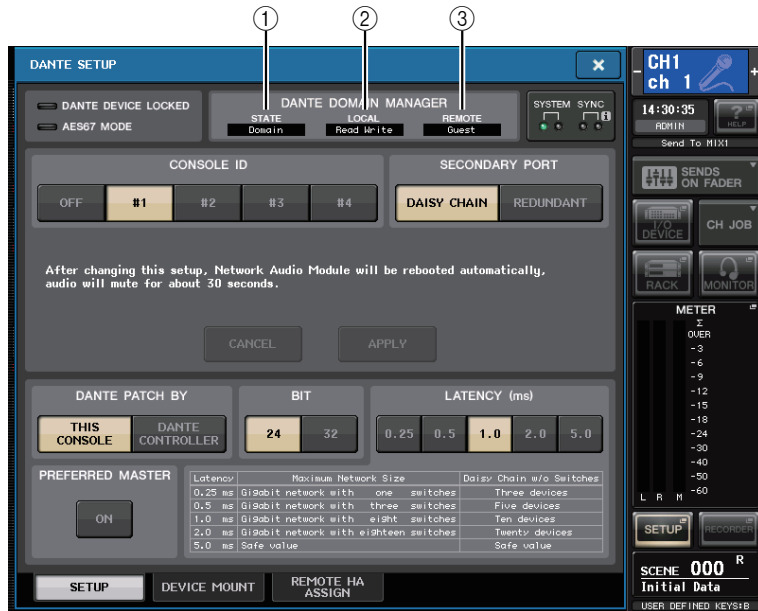 ① ② ③
DANTE SETUP
×
DANTE DEVICE LOCKED
AES67 MODE
DANTE DOMAIN MANAGER
STATE LOCAL REMOTE
Domain Read Write Guest
SYSTEM SYNC
i
CONSOLE ID
OFF #1 #2 #3 #4
SECONDARY PORT
DAISY CHAIN REDUNDANT
After changing this setup, Network Audio Module will be rebooted automatically,
audio will mute for about 30 seconds.
CANCEL APPLY
DANTE PATCH BY
THIS CONSOLE
DANTE CONTROLLER
BIT
24 32
LATENCY (ms)
0.25 0.5 1.0 2.0 5.0
PREFERRED MASTER
ON
Latency Maximum Network Size Daisy Chain w/o Switches
0.25 ms Gigabit network with one switches Three devices
0.5 ms Gigabit network with three switches Five devices
1.0 ms Gigabit network with eight switches Ten devices
2.0 ms Gigabit network with eighteen switches Twenty devices
5.0 ms Safe value Safe value
SETUP DEVICE MOUNT REMOTE HA ASSIGN
- CH1 +
ch 1
14:30:35
ADMIN
? HELP
Send To MIX1
SENDS ON FADER
I/O DEVICE
CH JOB
RACK
MONITOR
METER
Σ
OVER
-3
-6
-9
-12
-15
-18
-24
-30
-40
-50
-60
L R M
SETUP RECORDER
SCENE 000 R
Initial Data
USER DEFINED KEYS:B